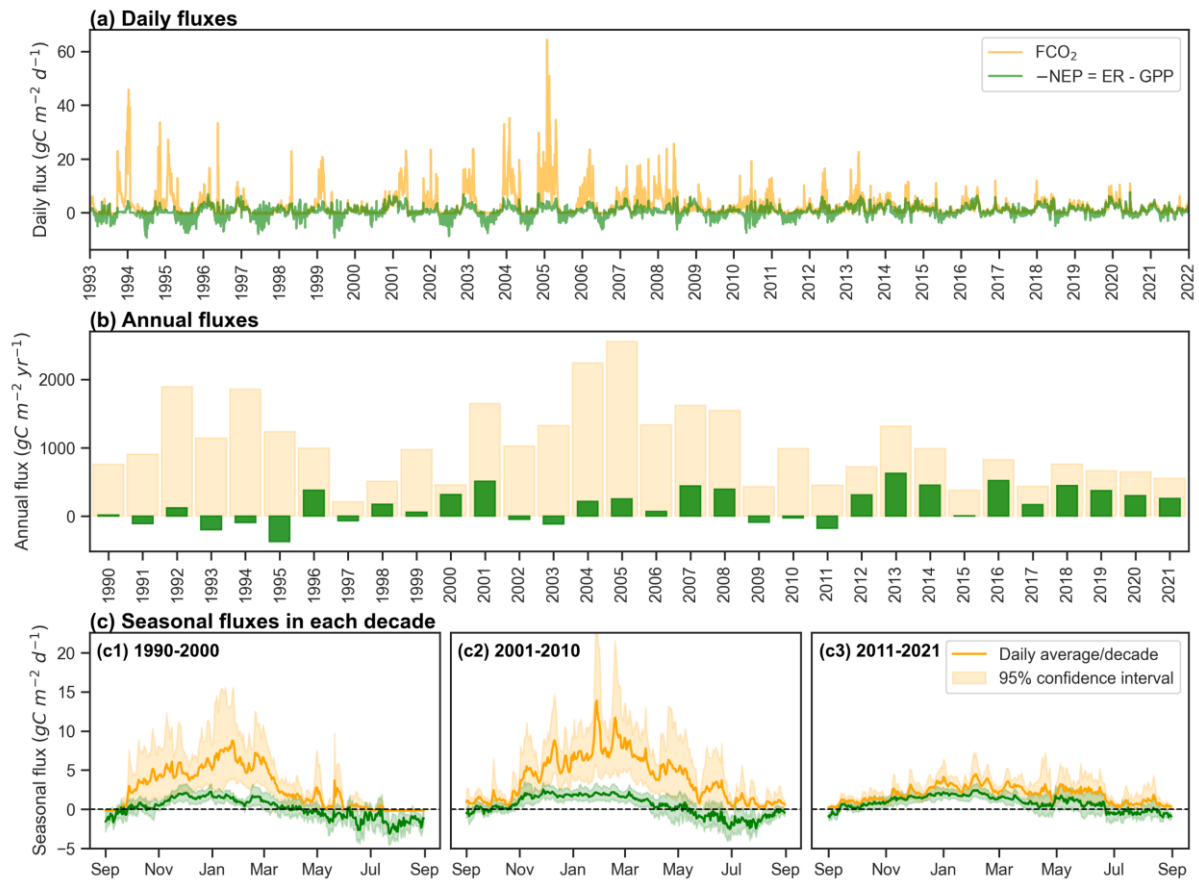 (a) Daily fluxes
Daily flux (gC m⁻² d⁻¹)
60
40
20
0
FCO₂
−NEP = ER - GPP
1993 1994 1995 1996 1997 1998 1999 2000 2001 2002 2003 2004 2005 2006 2007 2008 2009 2010 2011 2012 2013 2014 2015 2016 2017 2018 2019 2020 2021 2022
(b) Annual fluxes
Annual flux (gC m⁻² yr⁻¹)
2000
1000
0
1990 1991 1992 1993 1994 1995 1996 1997 1998 1999 2000 2001 2002 2003 2004 2005 2006 2007 2008 2009 2010 2011 2012 2013 2014 2015 2016 2017 2018 2019 2020 2021
(c) Seasonal fluxes in each decade
Seasonal flux (gC m⁻² d⁻¹)
20
15
10
5
0
−5
(c1) 1990-2000
Sep Nov Jan Mar May Jul Sep
(c2) 2001-2010
Sep Nov Jan Mar May Jul Sep
(c3) 2011-2021
Daily average/decade
95% confidence interval
Sep Nov Jan Mar May Jul Sep